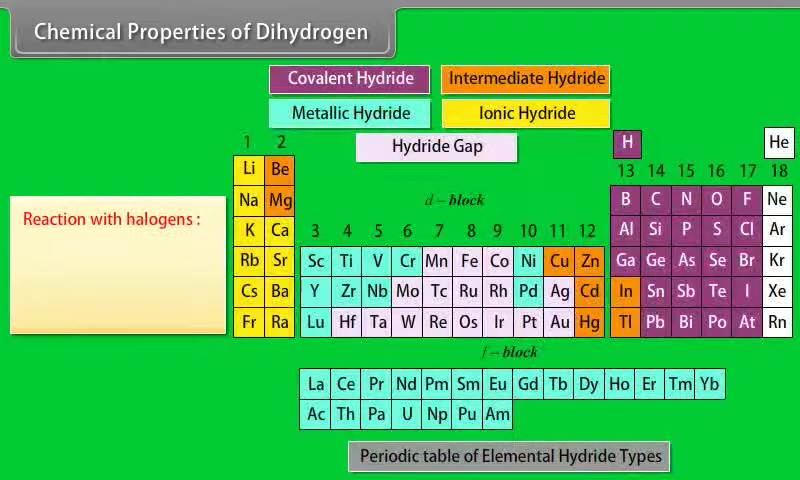 Chemical Properties of Dihydrogen
Covalent Hydride Intermediate Hydride
Metallic Hydride Ionic Hydride
Hydride Gap
1 2 H He
13 14 15 16 17 18
Li Be B C N O F Ne
Reaction with halogens :
Na Mg d – block Al Si P S Cl Ar
3 4 5 6 7 8 9 10 11 12
K Ca Sc Ti V Cr Mn Fe Co Ni Cu Zn Ga Ge As Se Br Kr
Rb Sr Y Zr Nb Mo Tc Ru Rh Pd Ag Cd In Sn Sb Te I Xe
Cs Ba Lu Hf Ta W Re Os Ir Pt Au Hg Tl Pb Bi Po At Rn
Fr Ra
f – block
La Ce Pr Nd Pm Sm Eu Gd Tb Dy Ho Er Tm Yb
Ac Th Pa U Np Pu Am
Periodic table of Elemental Hydride Types